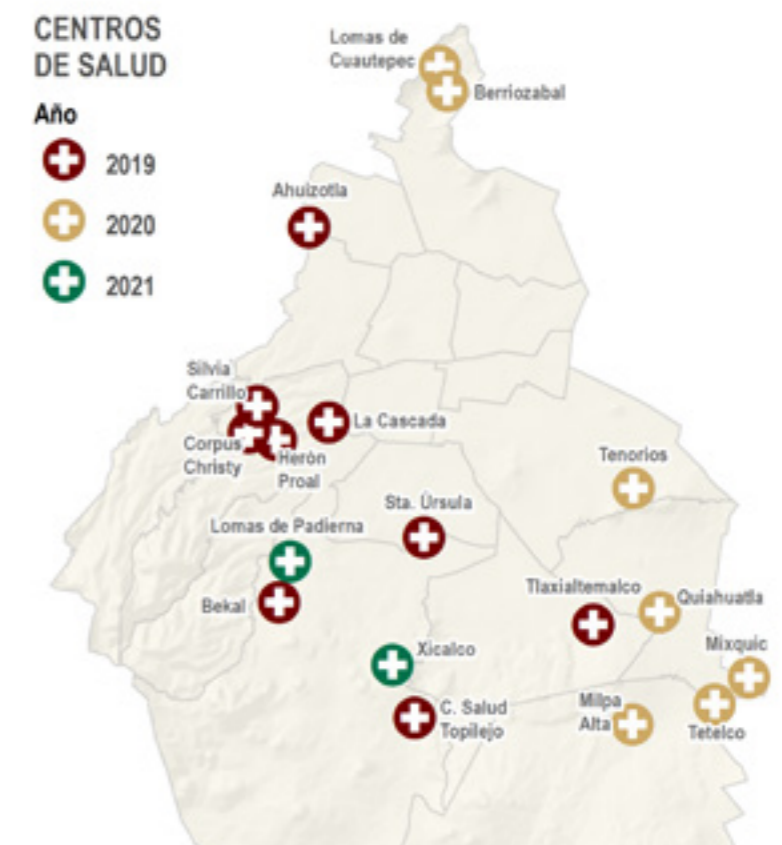 CENTROS
DE SALUD
Año
2019
2020
2021
Lomas de
Cuautepec
Berriozabal
Ahuizotla
Silvia
Carrillo
La Cascada
Corpus
Christy
Herón
Proal
Tenorios
Sta. Úrsula
Lomas de Padierna
Bekal
Tlaxialtemalco
Quiahuatla
Xicalco
Mixquic
C. Salud
Topilejo
Milpa
Alta
Tetelco